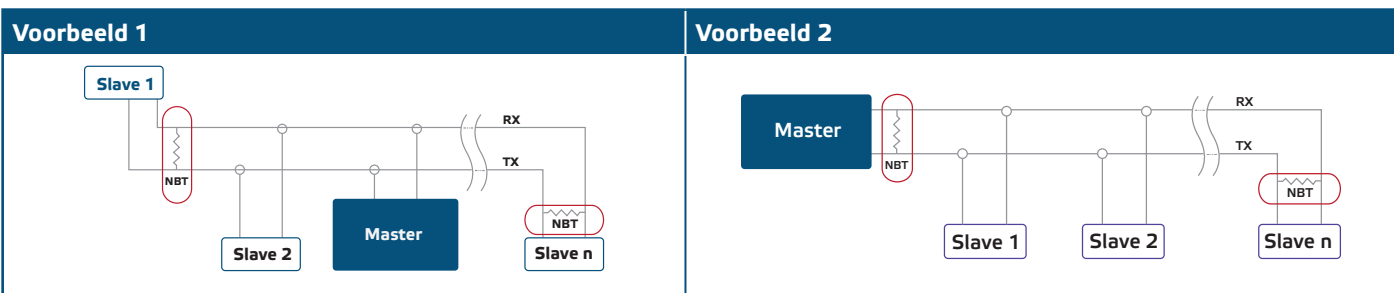 Voorbeeld 1
Slave 1
RX
TX
NBT
NBT
Slave 2
Master
Slave n
Voorbeeld 2
RX
Master
TX
NBT
NBT
Slave 1
Slave 2
Slave n